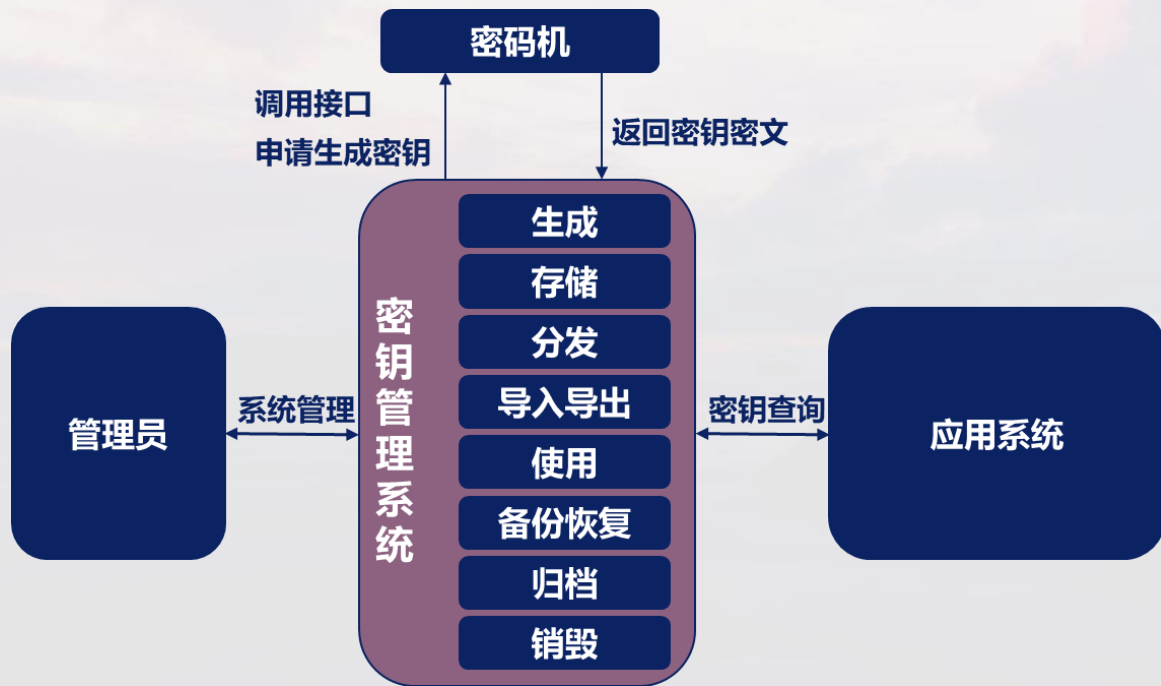 密码机
调用接口
申请生成密钥
返回密钥密文
密钥管理系统
生成
存储
分发
导入导出
使用
备份恢复
归档
销毁
管理员
系统管理
密钥查询
应用系统